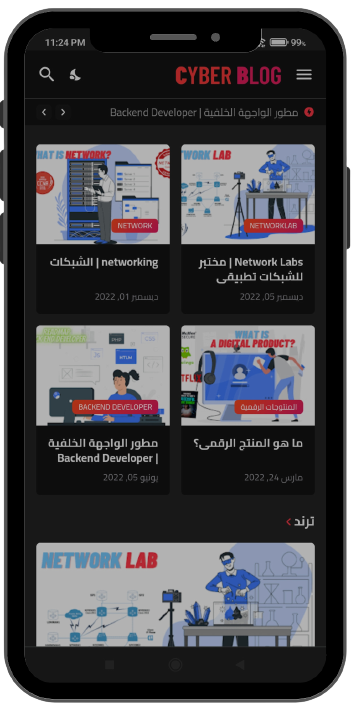 11:24 PM
99%
CYBER BLOG
مطور الواجهة الخلفية | Backend Developer
WHAT IS NETWORK?
NETWORK
networking | الشبكات
ديسمبر 01, 2022
NETWORK LAB
NETWORKLAB
Network Labs | مختبر
للشبكات تطبيقي
ديسمبر 05, 2022
PHP
CSS
HTML
BACKEND DEVELOPER
مطور الواجهة الخلفية
| Backend Developer
يونيو 05, 2022
WHAT IS
A DIGITAL PRODUCT?
المنتوجات الرقمية
ما هو المنتج الرقمي؟
مارس 24, 2022
ترند
NETWORK LAB